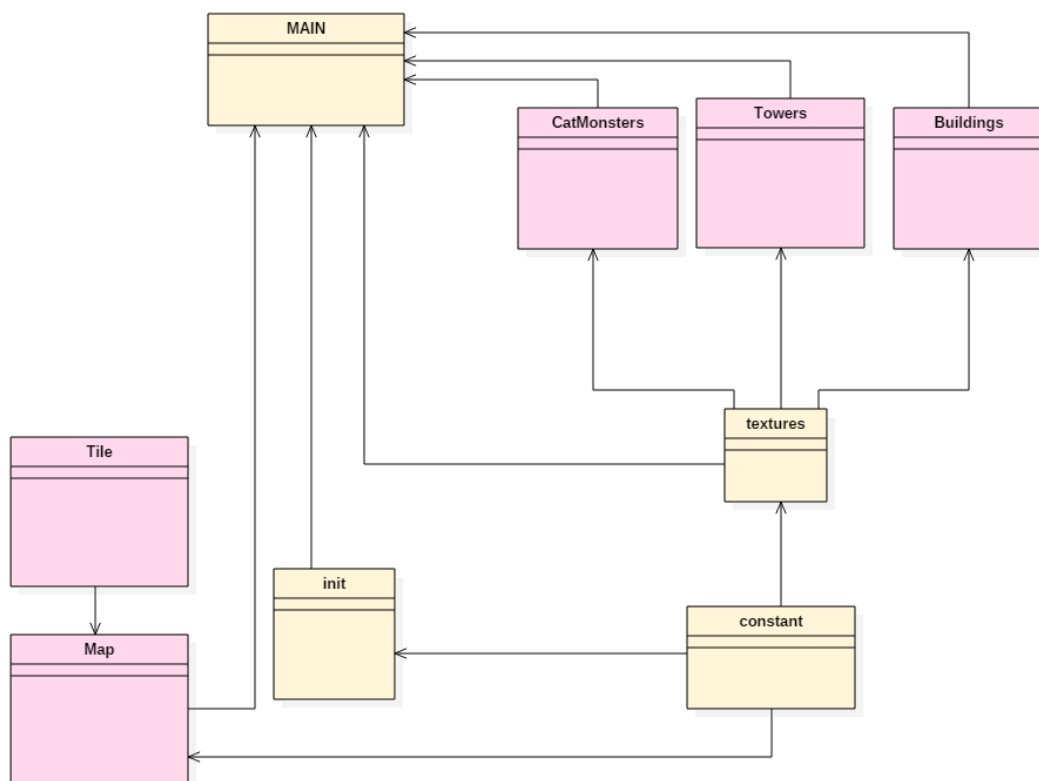 MAIN
CatMonsters
Towers
Buildings
textures
Tile
init
constant
Map